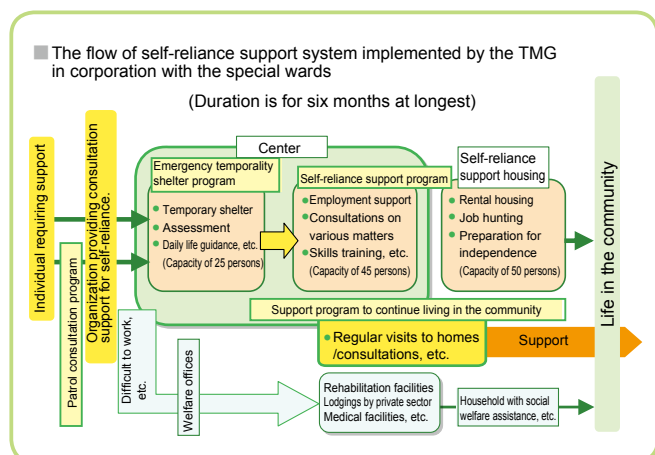 The flow of self-reliance support system implemented by the TMG
in corporation with the special wards
(Duration is for six months at longest)
Individual requiring support
Patrol consultation program
Organization providing consultation
support for self-reliance.
Center
Emergency temporality
shelter program
Temporary shelter
Assessment
Daily life guidance, etc.
(Capacity of 25 persons)
Self-reliance support program
Employment support
Consultations on
various matters
Skills training, etc.
(Capacity of 45 persons)
Self-reliance
support housing
Rental housing
Job hunting
Preparation for
independence
(Capacity of 50 persons)
Life in the community
Support program to continue living in the community
Regular visits to homes
/consultations, etc.
Support
Difficult to work,
etc.
Welfare offices
Rehabilitation facilities
Lodgings by private sector
Medical facilities, etc.
Household with social
welfare assistance, etc.